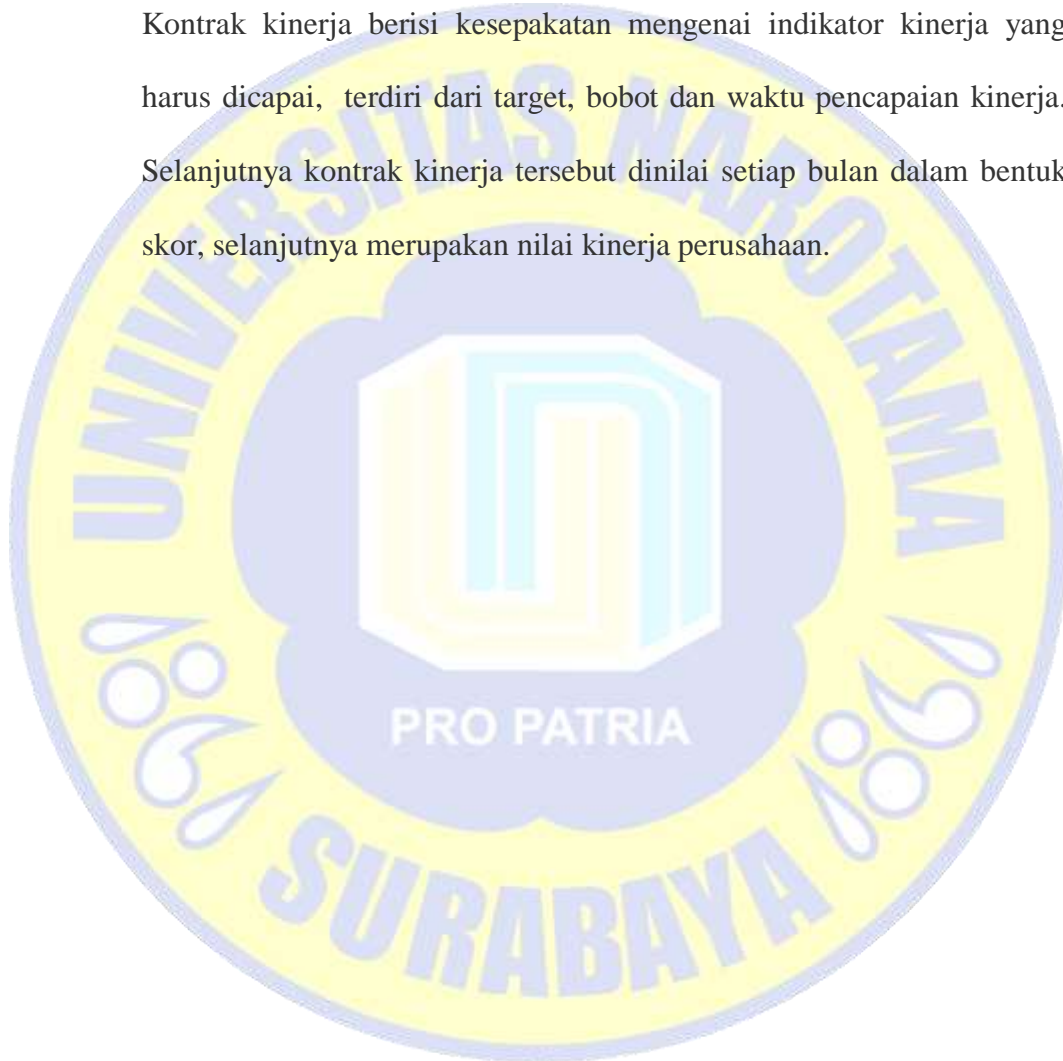 Kontrak kinerja berisi kesepakatan mengenai indikator kinerja yang
harus dicapai, terdiri dari target, bobot dan waktu pencapaian kinerja.
Selanjutnya kontrak kinerja tersebut dinilai setiap bulan dalam bentuk
skor, selanjutnya merupakan nilai kinerja perusahaan.
UNIVERSITAS NAROTAMA
PRO PATRIA
SURABAYA